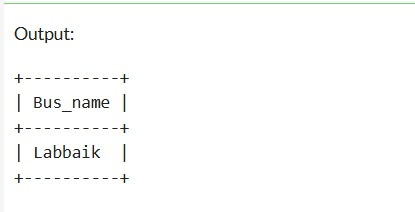 Output:
+----------+
| Bus_name |
+----------+
| Labbaik  |
+----------+